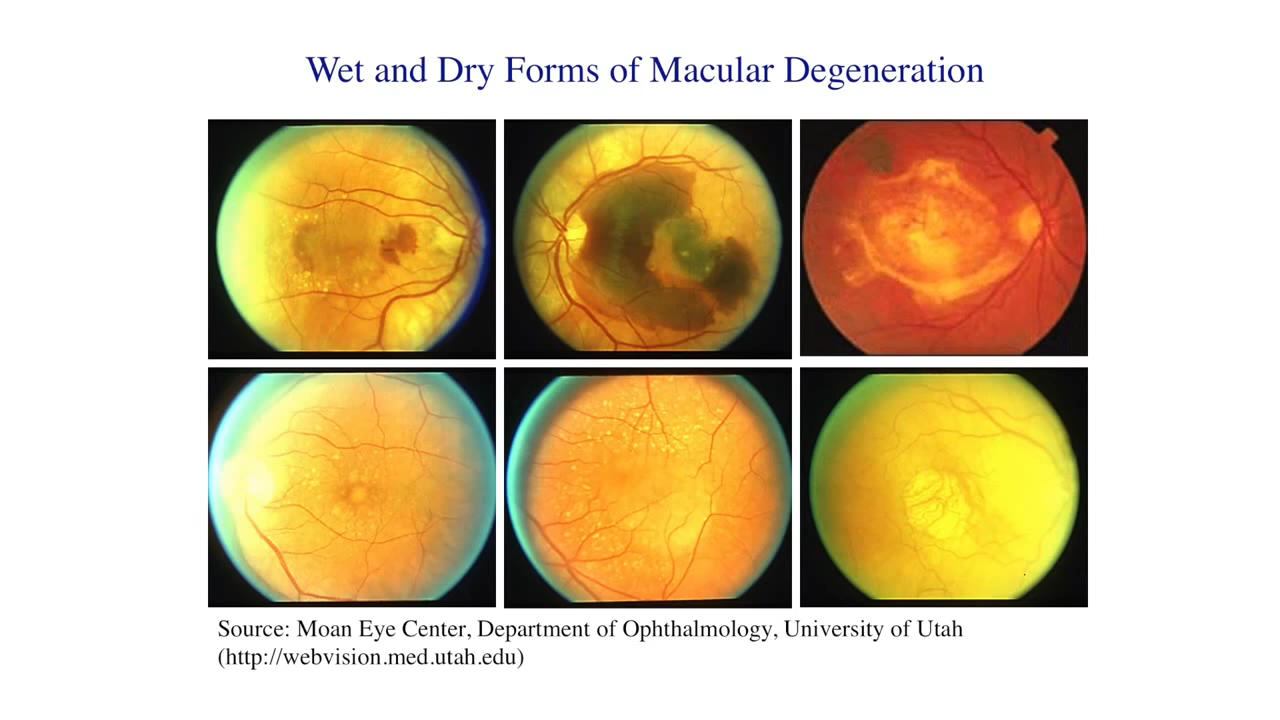 Wet and Dry Forms of Macular Degeneration
Source: Moan Eye Center, Department of Ophthalmology, University of Utah
(http://webvision.med.utah.edu)